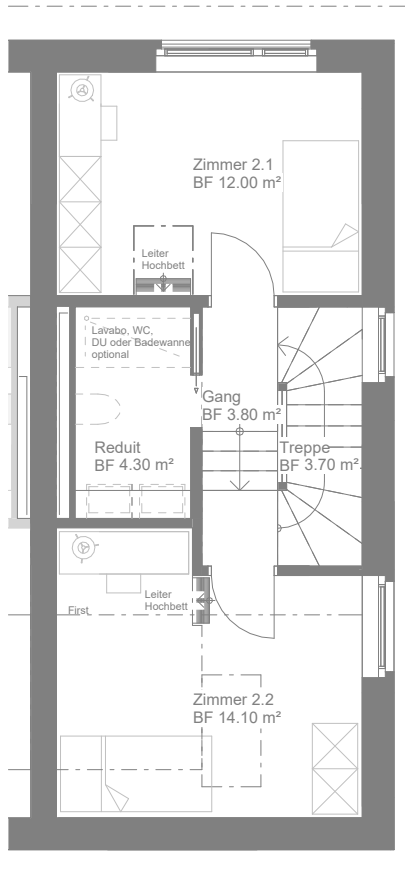 Zimmer 2.1
BF 12.00 m²
Leiter
Hochbett
Lavabo, WC,
DU oder Badewanne
optional
Gang
BF 3.80 m²
Reduit
BF 4.30 m²
Treppe
BF 3.70 m²
Leiter
Hochbett
First
Zimmer 2.2
BF 14.10 m²